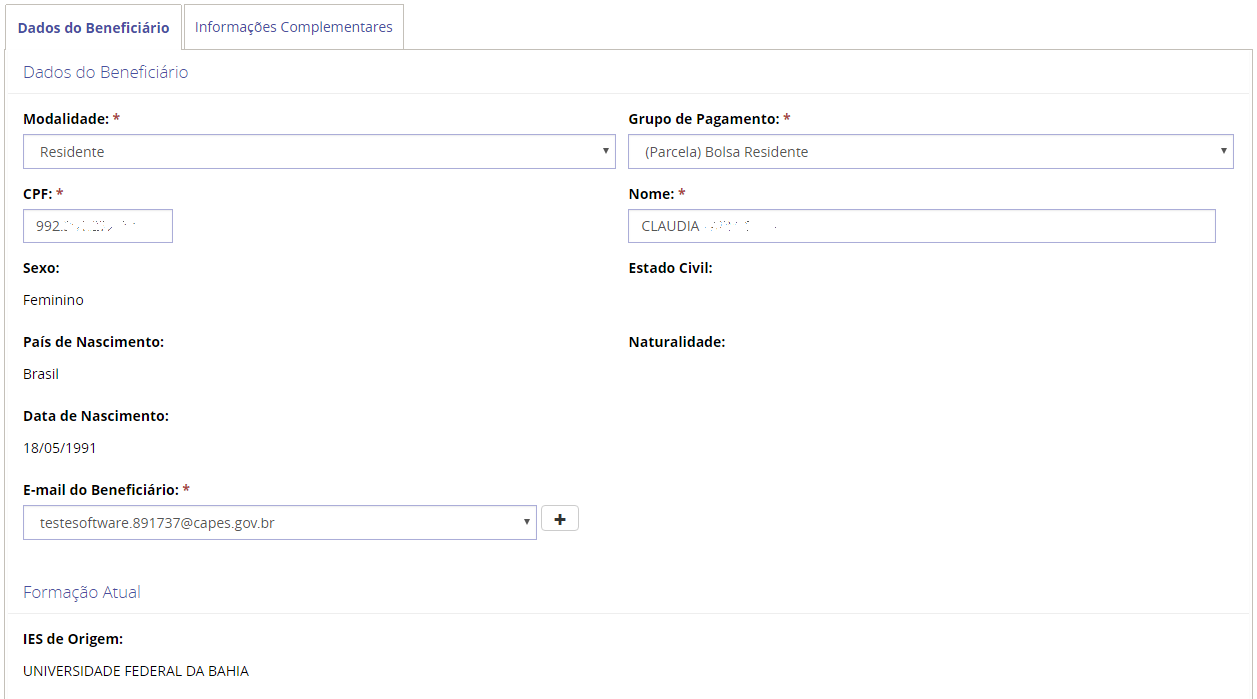 Dados do Beneficiário
Informações Complementares
Dados do Beneficiário
Modalidade: *
Grupo de Pagamento: *
Residente
(Parcela) Bolsa Residente
CPF: *
Nome: *
992.
CLAUDIA
Sexo:
Estado Civil:
Feminino
País de Nascimento:
Naturalidade:
Brasil
Data de Nascimento:
18/05/1991
E-mail do Beneficiário: *
testesoftware.891737@capes.gov.br
+
Formação Atual
IES de Origem:
UNIVERSIDADE FEDERAL DA BAHIA